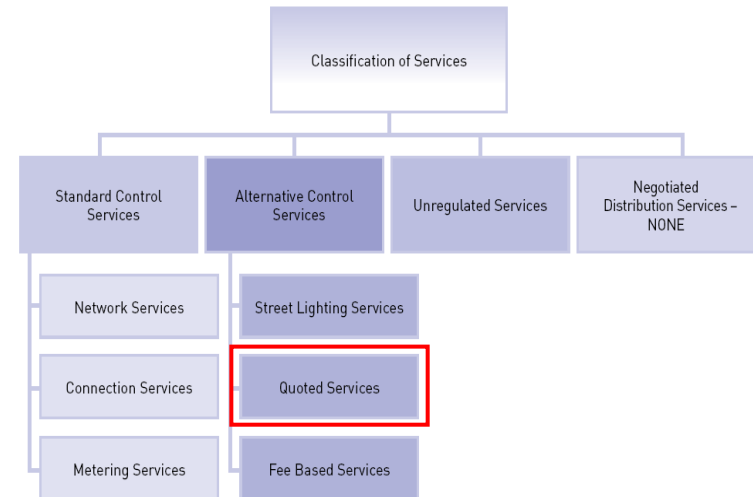 Classification of Services
Standard Control
Services
Alternative Control
Services
Unregulated Services
Negotiated
Distribution Services –
NONE
Network Services
Street Lighting Services
Connection Services
Quoted Services
Metering Services
Fee Based Services